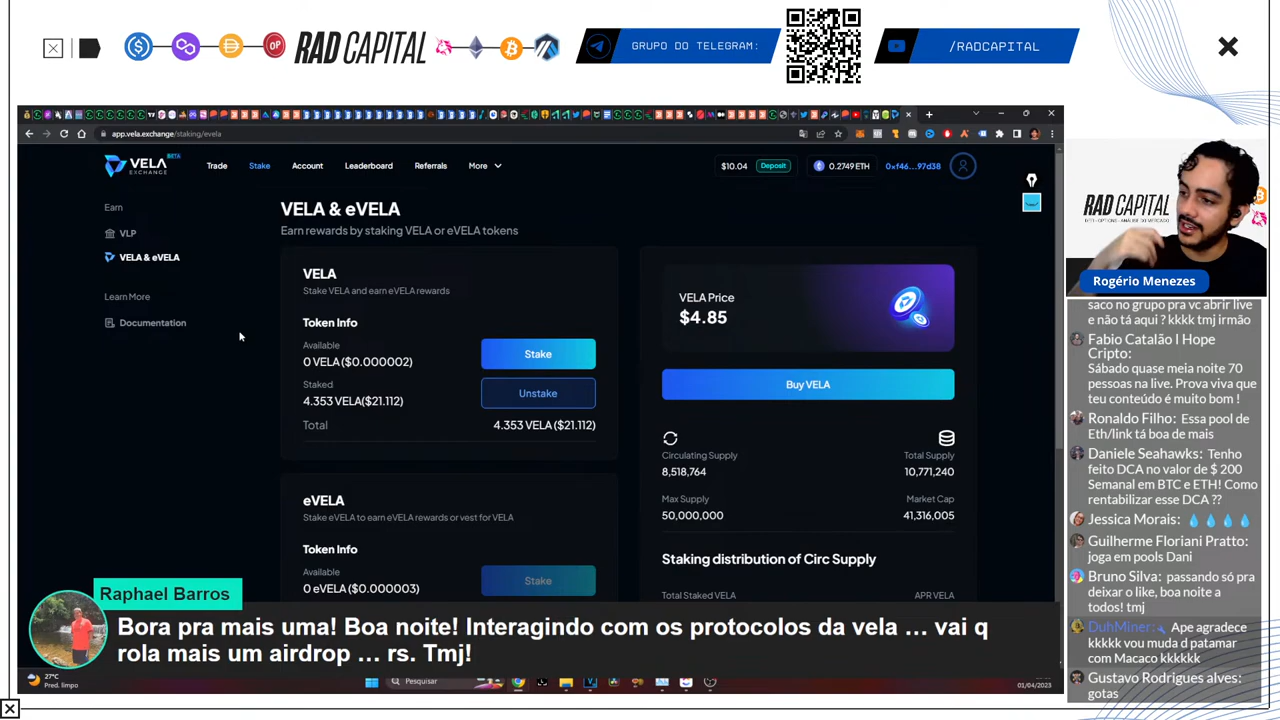 RAD CAPITAL
GRUPO DO TELEGRAM:
/RADCAPITAL
app.vela.exchange/staking/evela
VELA BETA
EXCHANGE
Trade
Stake
Account
Leaderboard
Referrals
More
$10.04
Deposit
0.2749 ETH
0xf46...97d38
Earn
VLP
VELA & eVELA
Learn More
Documentation
VELA & eVELA
Earn rewards by staking VELA or eVELA tokens
VELA
Stake VELA and earn eVELA rewards
Token Info
Available
0 VELA ($0.000002)
Stake
Staked
4.353 VELA($21.112)
Unstake
Total
4.353 VELA ($21.112)
eVELA
Stake eVELA to earn eVELA rewards or vest for VELA
Token Info
Available
0 eVELA ($0.000003)
Stake
VELA Price
$4.85
Buy VELA
Circulating Supply
8,518,764
Total Supply
10,771,240
Max Supply
50,000,000
Market Cap
41,316,005
Staking distribution of Circ Supply
Total Staked VELA
APR VELA
Raphael Barros
Bora pra mais uma! Boa noite! Interagindo com os protocolos da vela ... vai q
rola mais um airdrop ... rs. Tmj!
27°C
Pred. limpo
Pesquisar
01/04/2023
RAD CAPITAL
Rogério Menezes
saco no grupo pra vc abrir live
e não tá aqui ? kkkk tmj irmão
Fabio Catalão I Hope
Cripto:
Sábado quase meia noite 70
pessoas na live. Prova viva que
teu conteúdo é muito bom !
Ronaldo Filho: Essa pool de
Eth/link tá boa de mais
Daniele Seahawks: Tenho
feito DCA no valor de $ 200
Semanal em BTC e ETH! Como
rentabilizar esse DCA ??
Jessica Morais: 💧💧💧💧
Guilherme Floriani Pratto:
joga em pools Dani
Bruno Silva: passando só pra
deixar o like, boa noite a
todos! tmj
DuhMiner: Ape agradece
kkkkk vou muda d patamar
com Macaco kkkkkk
Gustavo Rodrigues alves:
gotas